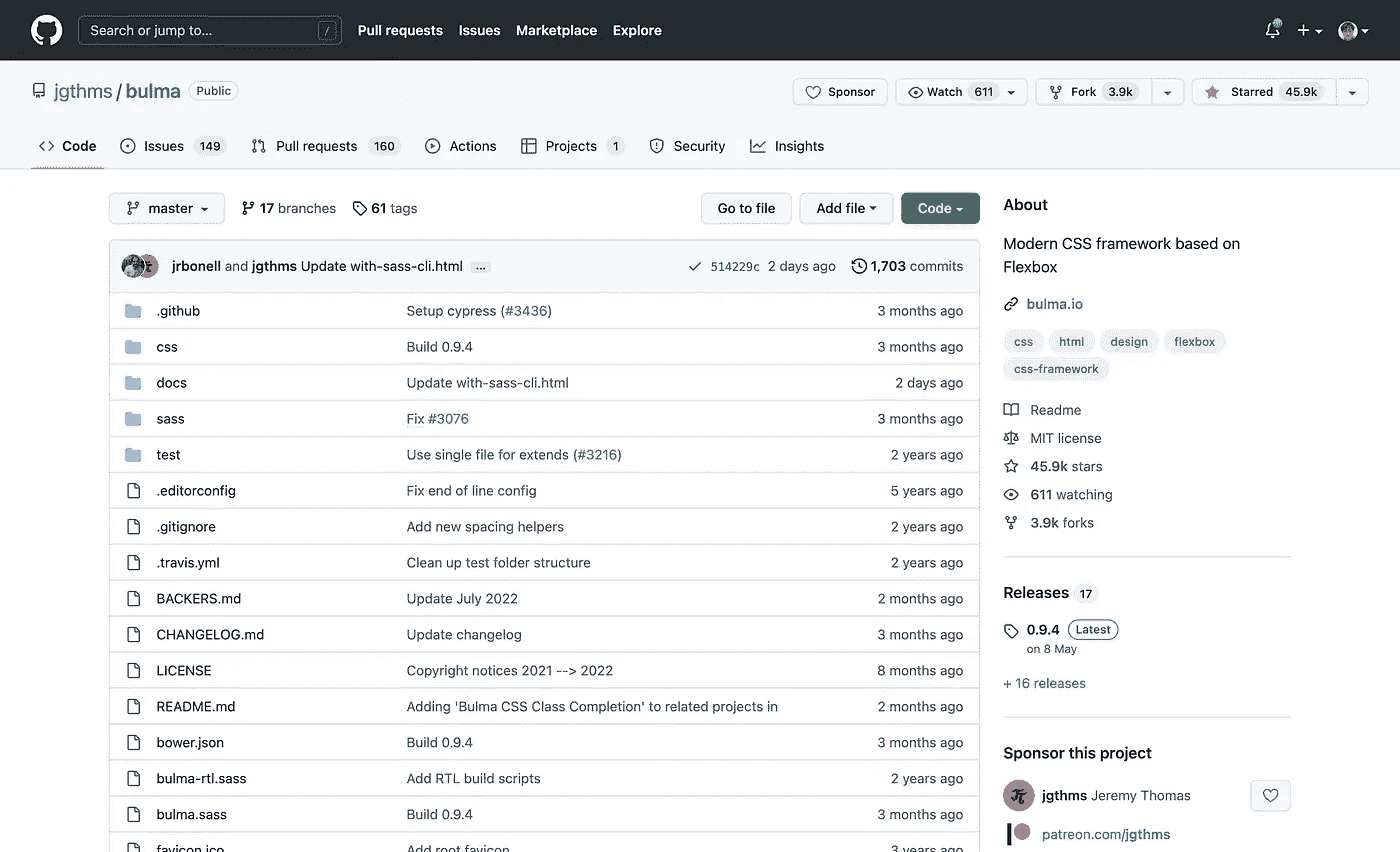 Search or jump to... / Pull requests Issues Marketplace Explore
jgthms / bulma Public Sponsor Watch 611 Fork 3.9k Starred 45.9k
Code Issues 149 Pull requests 160 Actions Projects 1 Security Insights
master 17 branches 61 tags Go to file Add file Code
jrbonell and jgthms Update with-sass-cli.html ... 514229c 2 days ago 1,703 commits
.github Setup cypress (#3436) 3 months ago
css Build 0.9.4 3 months ago
docs Update with-sass-cli.html 2 days ago
sass Fix #3076 3 months ago
test Use single file for extends (#3216) 2 years ago
.editorconfig Fix end of line config 5 years ago
.gitignore Add new spacing helpers 2 years ago
.travis.yml Clean up test folder structure 2 years ago
BACKERS.md Update July 2022 2 months ago
CHANGELOG.md Update changelog 3 months ago
LICENSE Copyright notices 2021 --> 2022 8 months ago
README.md Adding 'Bulma CSS Class Completion' to related projects in 2 months ago
bower.json Build 0.9.4 3 months ago
bulma-rtl.sass Add RTL build scripts 2 years ago
bulma.sass Build 0.9.4 3 months ago
favicon.ico Add root favicon 3 years ago
About
Modern CSS framework based on
Flexbox
bulma.io
css html design flexbox
css-framework
Readme
MIT license
45.9k stars
611 watching
3.9k forks
Releases 17
0.9.4 Latest
on 8 May
+ 16 releases
Sponsor this project
jgthms Jeremy Thomas
patreon.com/jgthms